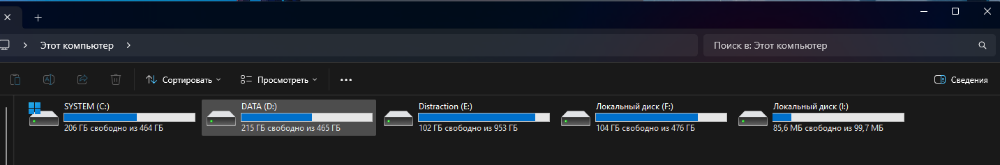 Этот компьютер
Поиск в: Этот компьютер
Сортировать
Просмотреть
Сведения
SYSTEM (C:)
206 ГБ свободно из 464 ГБ
DATA (D:)
215 ГБ свободно из 465 ГБ
Distraction (E:)
102 ГБ свободно из 953 ГБ
Локальный диск (F:)
104 ГБ свободно из 476 ГБ
Локальный диск (I:)
85,6 МБ свободно из 99,7 МБ